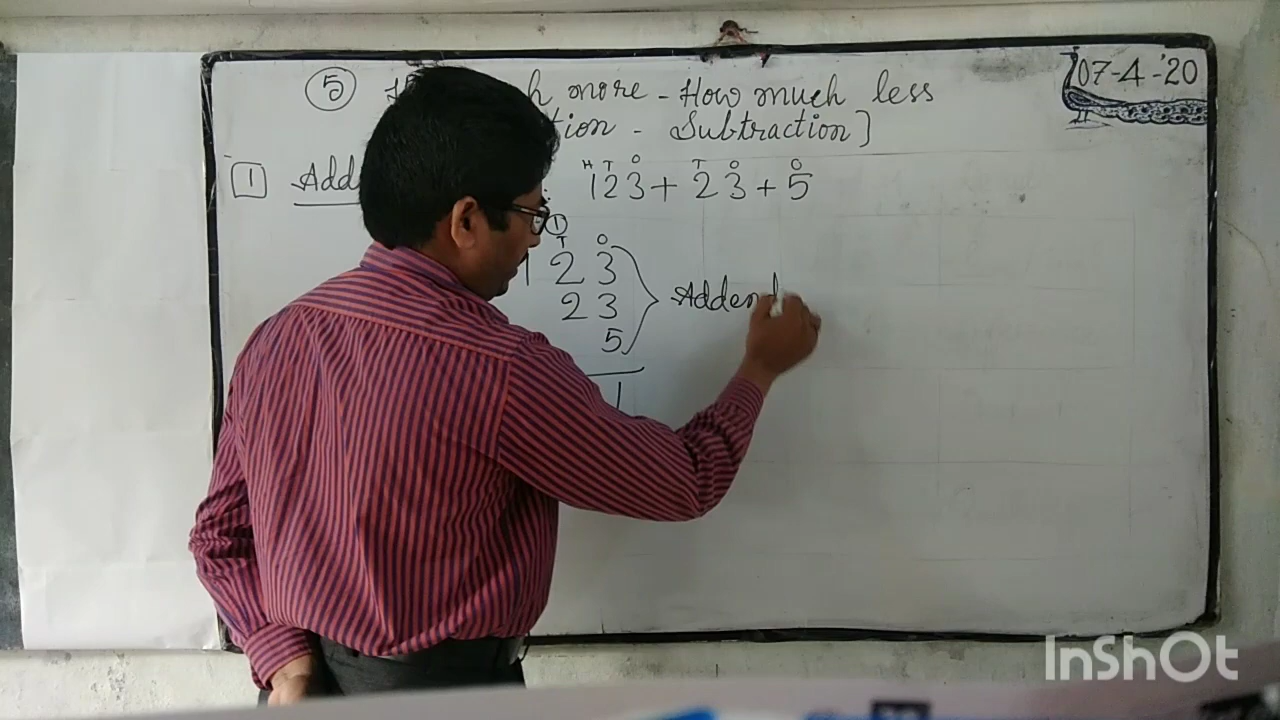 07-4-'20
5 h more - How much less
tion - Subtraction]
1 Add
H T O T O O
123 + 23 + 5
1
T O
1 2 3
2 3
5
Addend
1
InShOt